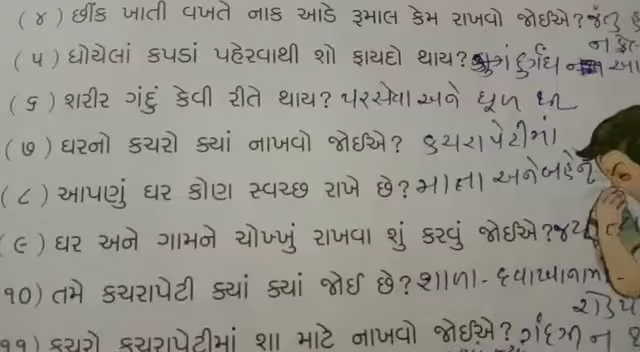 (૪) છીંક ખાતી વખતે નાક આડે રૂમાલ કેમ રાખવો જોઈએ? જંતુ
ન ફેલ
(૫) ધોયેલાં કપડાં પહેરવાથી શો ફાયદો થાય? દુર્ગંધ ન આ
(૬) શરીર ગંદું કેવી રીતે થાય? પરસેવા અને ધૂળ
(૭) ઘરનો કચરો ક્યાં નાખવો જોઈએ? કચરાપેટીમાં
(૮) આપણું ઘર કોણ સ્વચ્છ રાખે છે? માતા અને બહેન
(૯) ઘર અને ગામને ચોખ્ખું રાખવા શું કરવું જોઈએ?
૧૦) તમે કચરાપેટી ક્યાં ક્યાં જોઈ છે? શાળા - દવાખાના
૧૧) કચરો કચરાપેટીમાં શા માટે નાખવો જોઈએ? ગંદગી ન